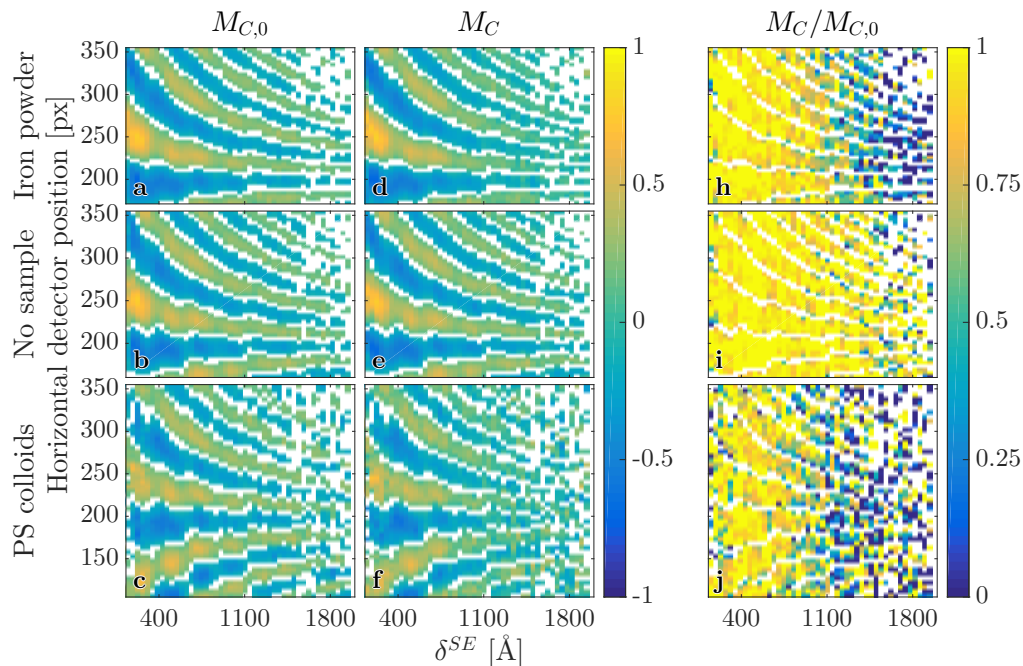 M_{C,0} M_C M_C/M_{C,0}
Iron powder
No sample
PS colloids
Horizontal detector position [px]
350
300
250
200
a d h
1
0.5
0
-0.5
-1
1
0.75
0.5
0.25
0
350
300
250
200
b e i
350
300
250
200
150
c f j
400 1100 1800 400 1100 1800 400 1100 1800
δ^{SE} [Å]